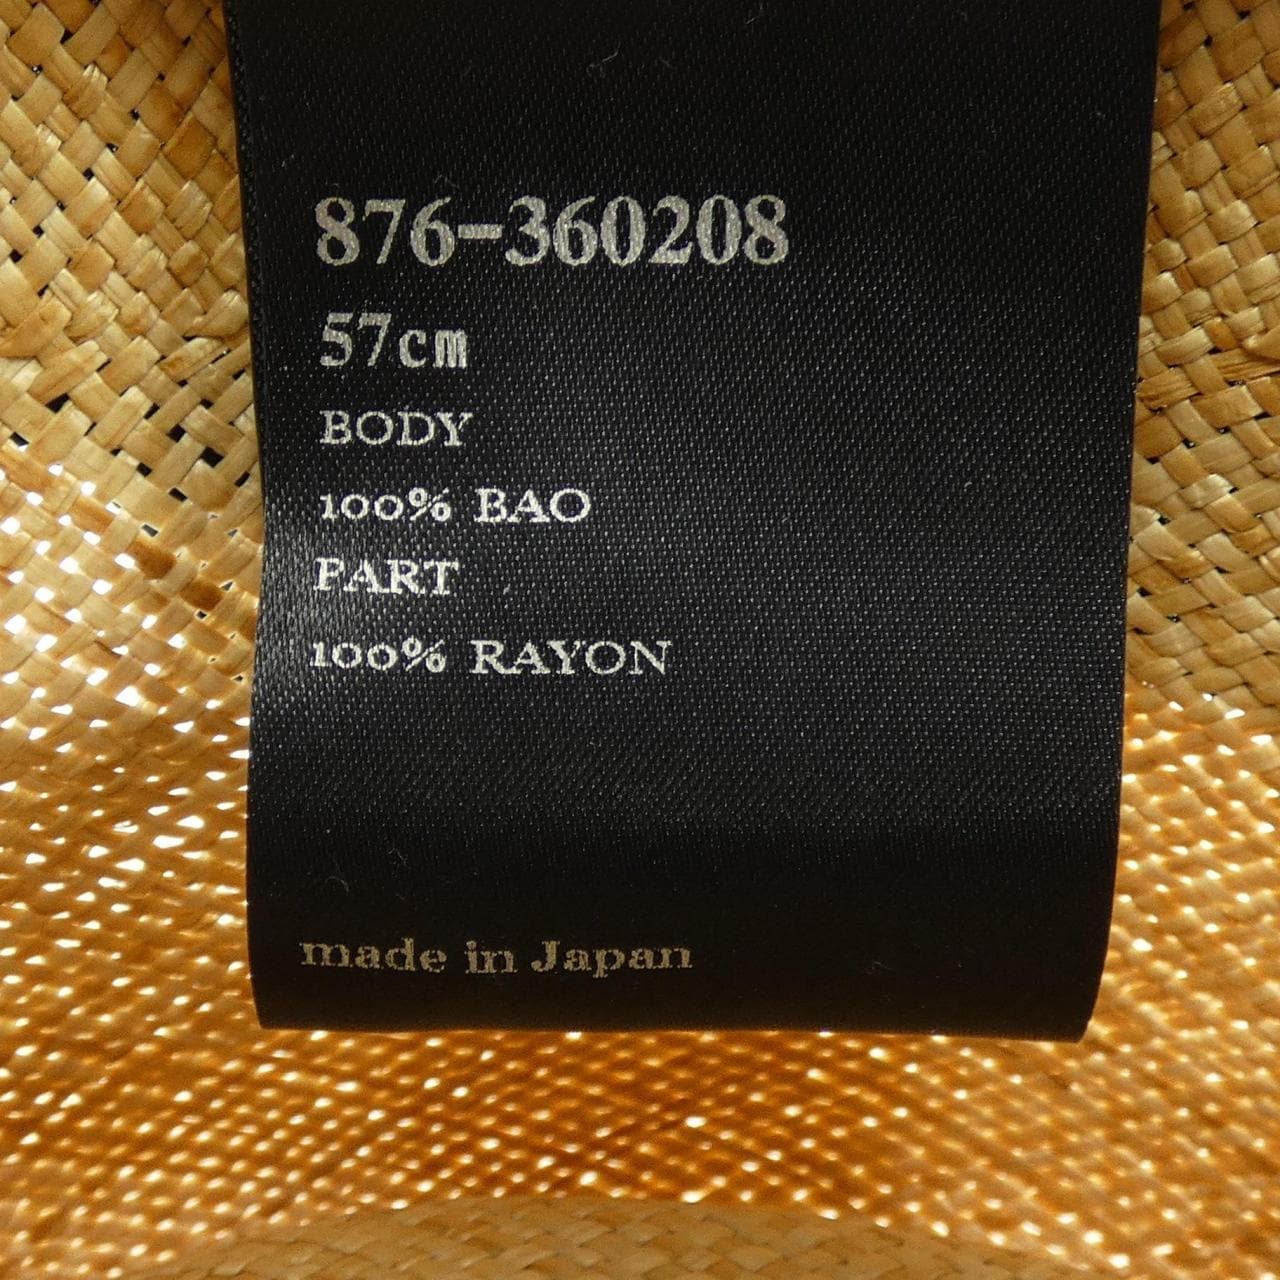 876-360208
57cm
BODY
100% BAO
PART
100% RAYON
made in Japan